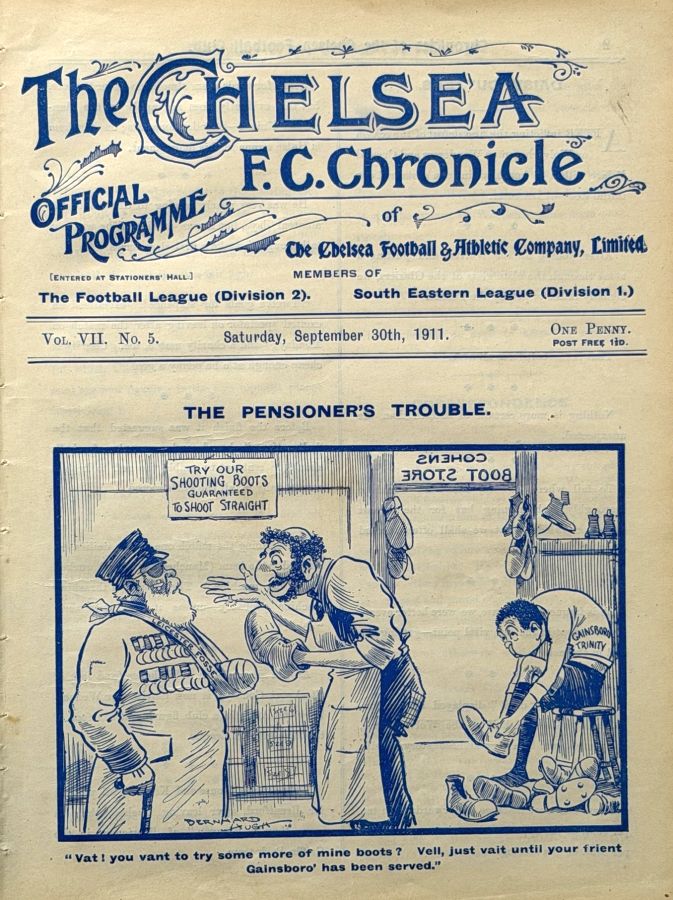 The CHELSEA
F.C. Chronicle
OFFICIAL
PROGRAMME
of
The Chelsea Football & Athletic Company, Limited.
[ENTERED AT STATIONERS' HALL.]
MEMBERS OF
The Football League (Division 2). South Eastern League (Division 1.)
VOL. VII. No. 5. Saturday, September 30th, 1911. ONE PENNY.
POST FREE 1½D.
THE PENSIONER'S TROUBLE.
TRY OUR
SHOOTING BOOTS
GUARANTEED
TO SHOOT STRAIGHT
COHENS
BOOT STORE
LEICESTER FOSSE
GAINSBORO
TRINITY
BERNHARD
HUGH
"Vat! you vant to try some more of mine boots? Vell, just vait until your friend
Gainsboro' has been served."